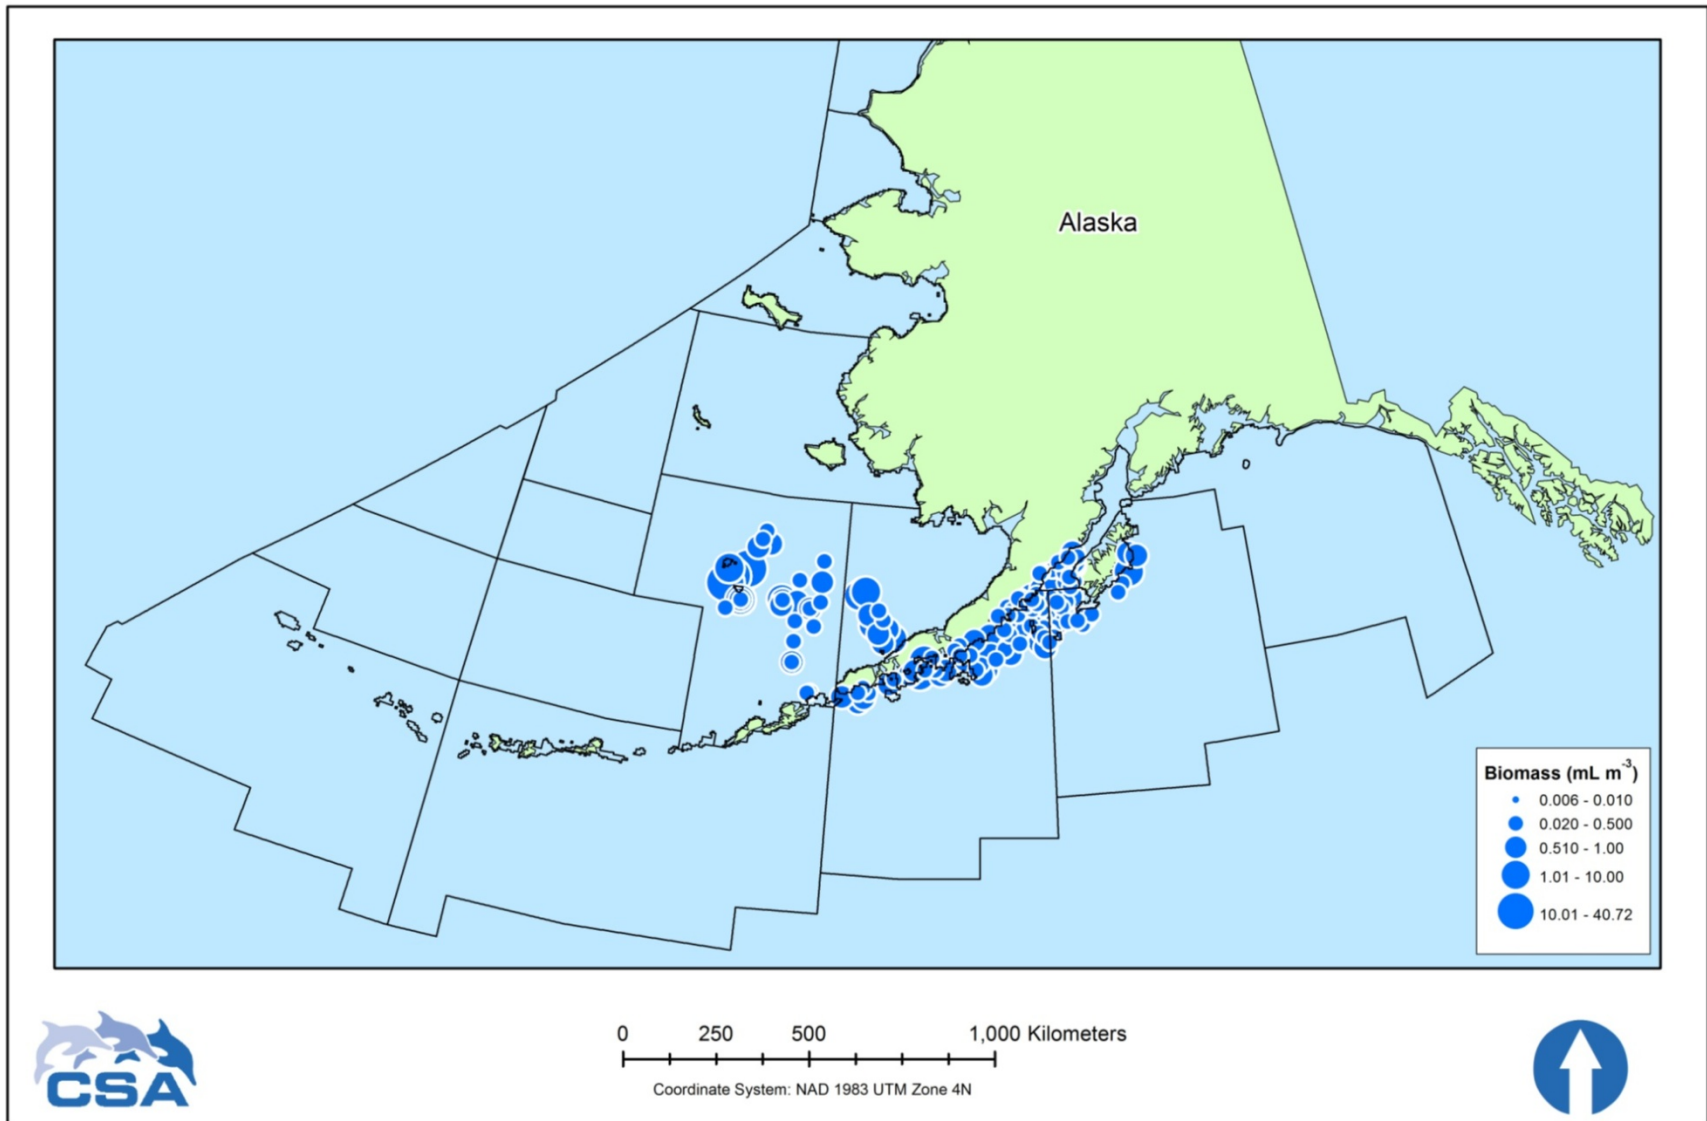 Alaska
Biomass (mL m⁻³)
0.006 - 0.010
0.020 - 0.500
0.510 - 1.00
1.01 - 10.00
10.01 - 40.72
CSA
0 250 500 1,000 Kilometers
Coordinate System: NAD 1983 UTM Zone 4N